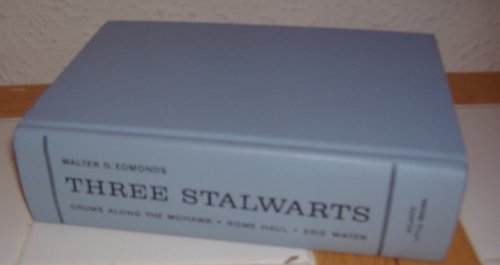 WALTER D. EDMONDS
THREE STALWARTS
DRUMS ALONG THE MOHAWK • ROME HAUL • ERIE WATER